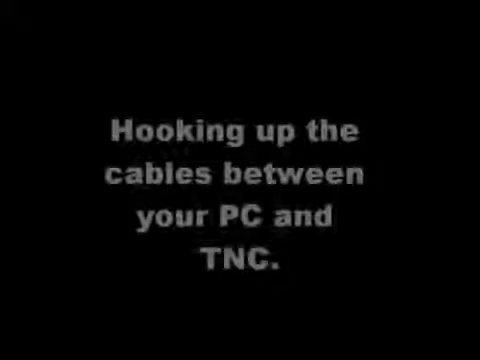 Hooking up the
cables between
your PC and
TNC.